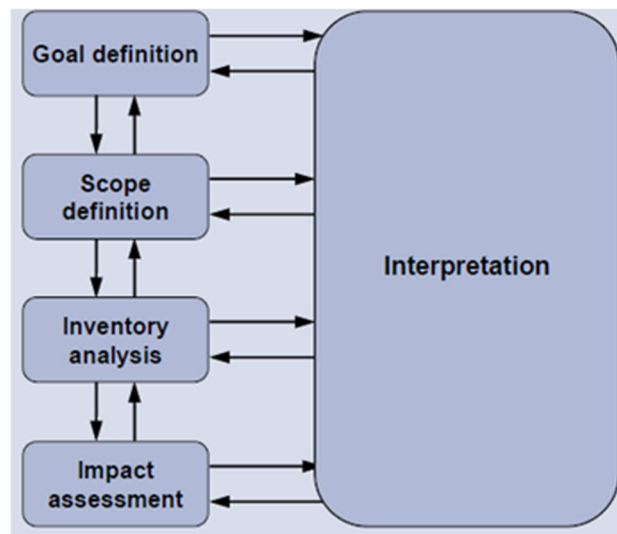 Goal definition
Scope
definition
Inventory
analysis
Impact
assessment
Interpretation